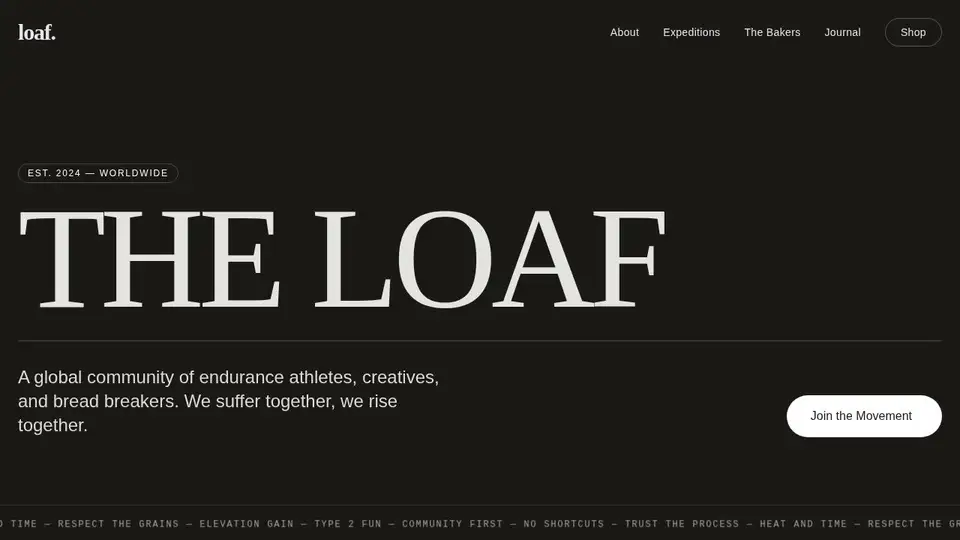 loaf.
About
Expeditions
The Bakers
Journal
Shop
EST. 2024 — WORLDWIDE
THE LOAF
A global community of endurance athletes, creatives,
and bread breakers. We suffer together, we rise
together.
Join the Movement
TIME — RESPECT THE GRAINS — ELEVATION GAIN — TYPE 2 FUN — COMMUNITY FIRST — NO SHORTCUTS — TRUST THE PROCESS — HEAT AND TIME — RESPECT THE